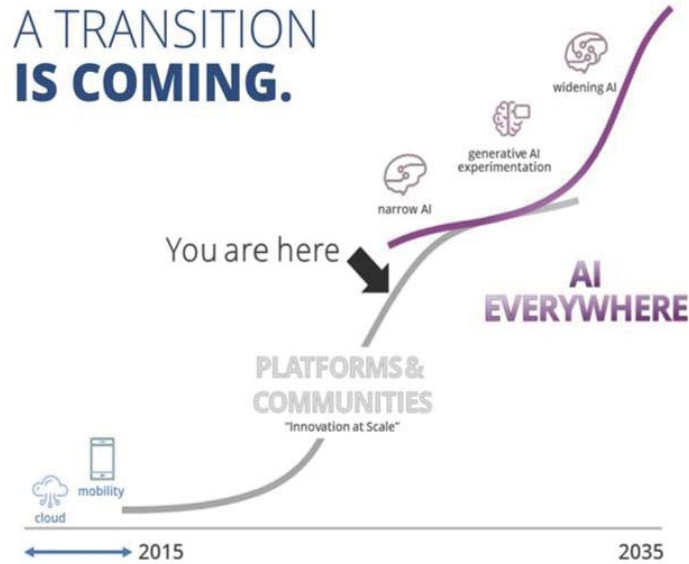 A TRANSITION
IS COMING.
widening AI
generative AI
experimentation
narrow AI
You are here
AI
EVERYWHERE
PLATFORMS &
COMMUNITIES
"Innovation at Scale"
mobility
cloud
2015
2035